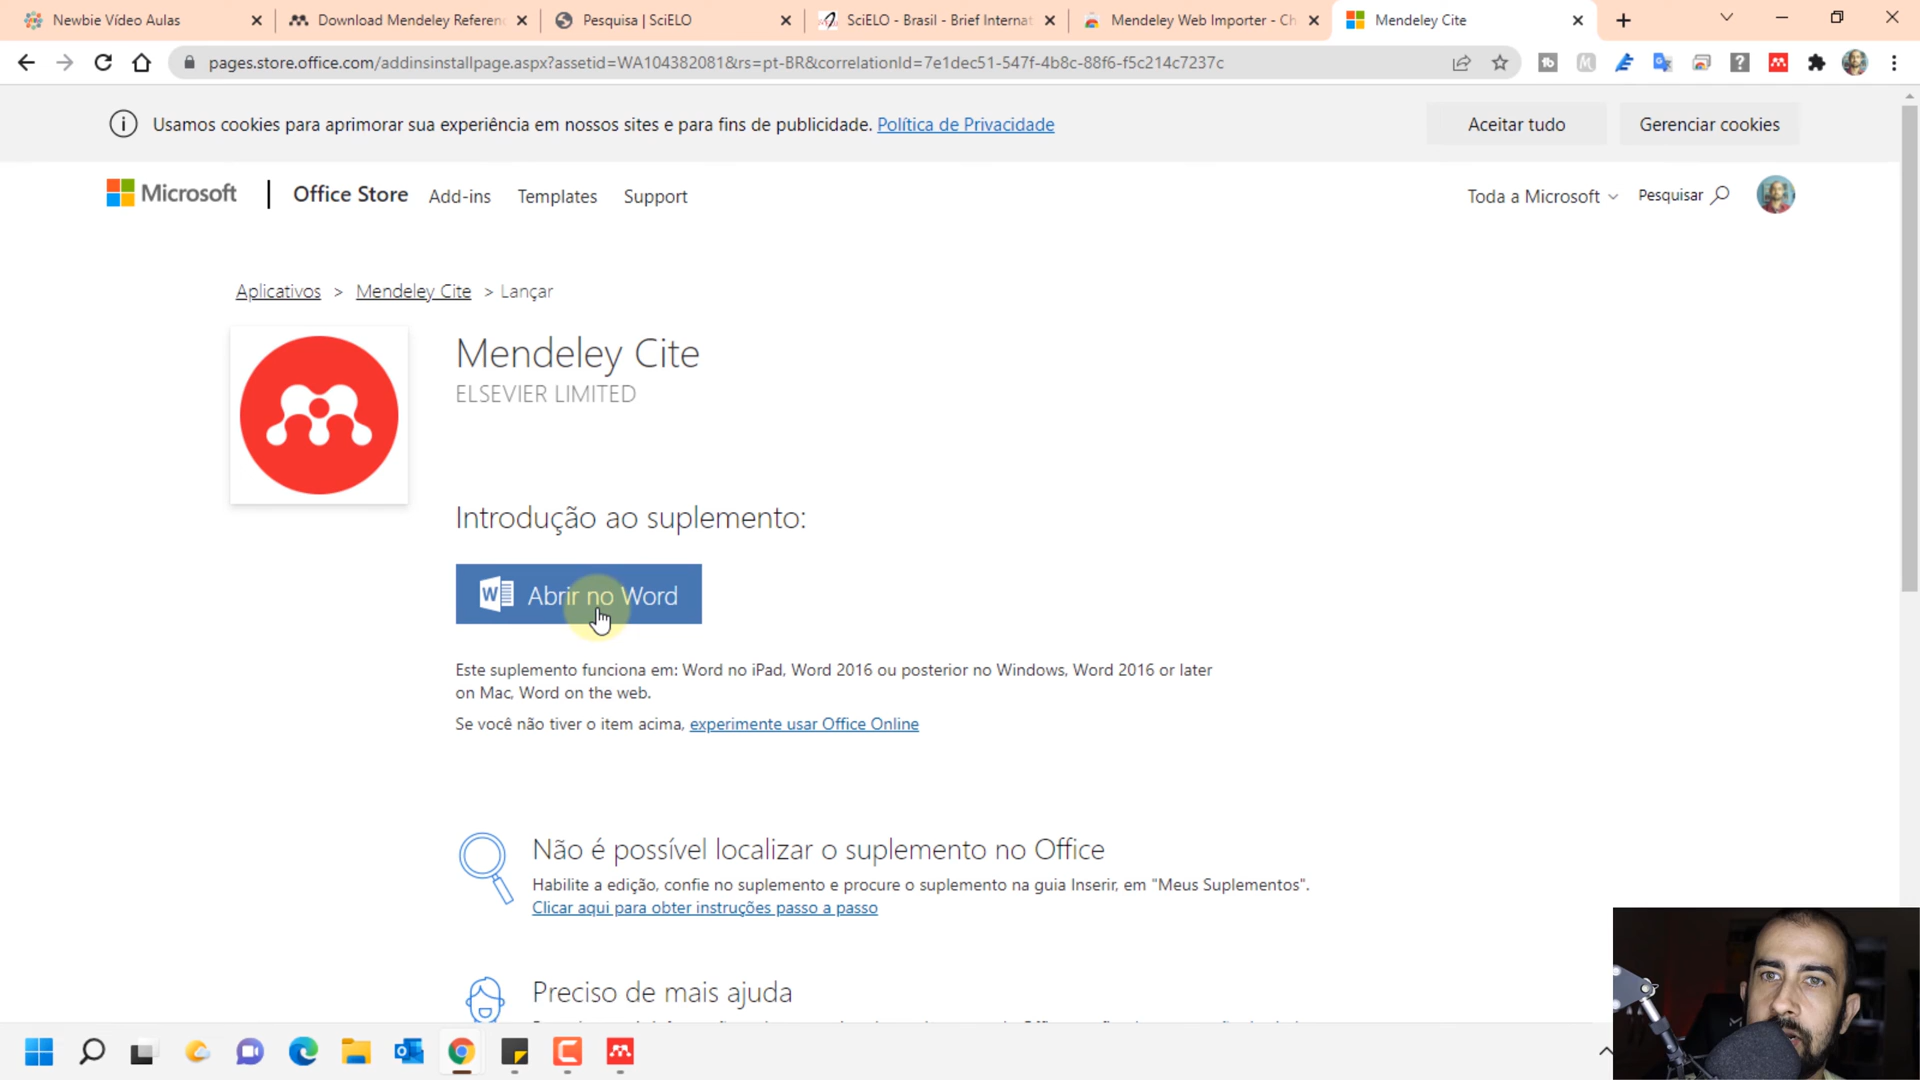 Newbie Vídeo Aulas
Download Mendeley Referen
Pesquisa | SciELO
SciELO - Brasil - Brief Internat
Mendeley Web Importer - Ch
Mendeley Cite
pages.store.office.com/addinsinstallpage.aspx?assetid=WA104382081&rs=pt-BR&correlationId=7e1dec51-547f-4b8c-88f6-f5c214c7237c
Usamos cookies para aprimorar sua experiência em nossos sites e para fins de publicidade. Política de Privacidade
Aceitar tudo
Gerenciar cookies
Microsoft
Office Store
Add-ins
Templates
Support
Toda a Microsoft
Pesquisar
Aplicativos > Mendeley Cite > Lançar
Mendeley Cite
ELSEVIER LIMITED
Introdução ao suplemento:
Abrir no Word
Este suplemento funciona em: Word no iPad, Word 2016 ou posterior no Windows, Word 2016 or later
on Mac, Word on the web.
Se você não tiver o item acima, experimente usar Office Online
Não é possível localizar o suplemento no Office
Habilite a edição, confie no suplemento e procure o suplemento na guia Inserir, em "Meus Suplementos".
Clicar aqui para obter instruções passo a passo
Preciso de mais ajuda